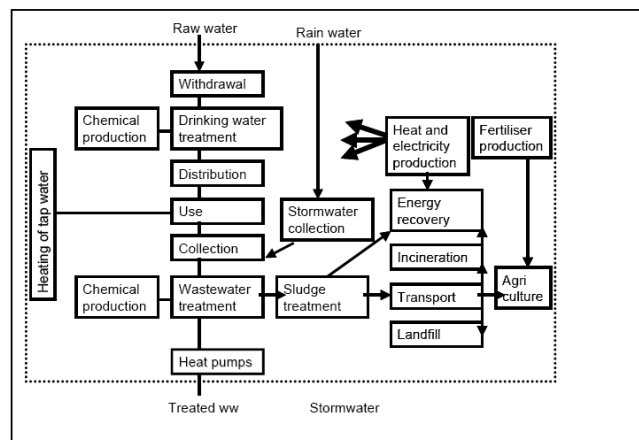 Raw water
Rain water
Withdrawal
Chemical
production
Drinking water
treatment
Heat and
electricity
production
Fertiliser
production
Heating of tap water
Distribution
Use
Stormwater
collection
Energy
recovery
Collection
Incineration
Chemical
production
Wastewater
treatment
Sludge
treatment
Transport
Agri
culture
Landfill
Heat pumps
Treated ww
Stormwater